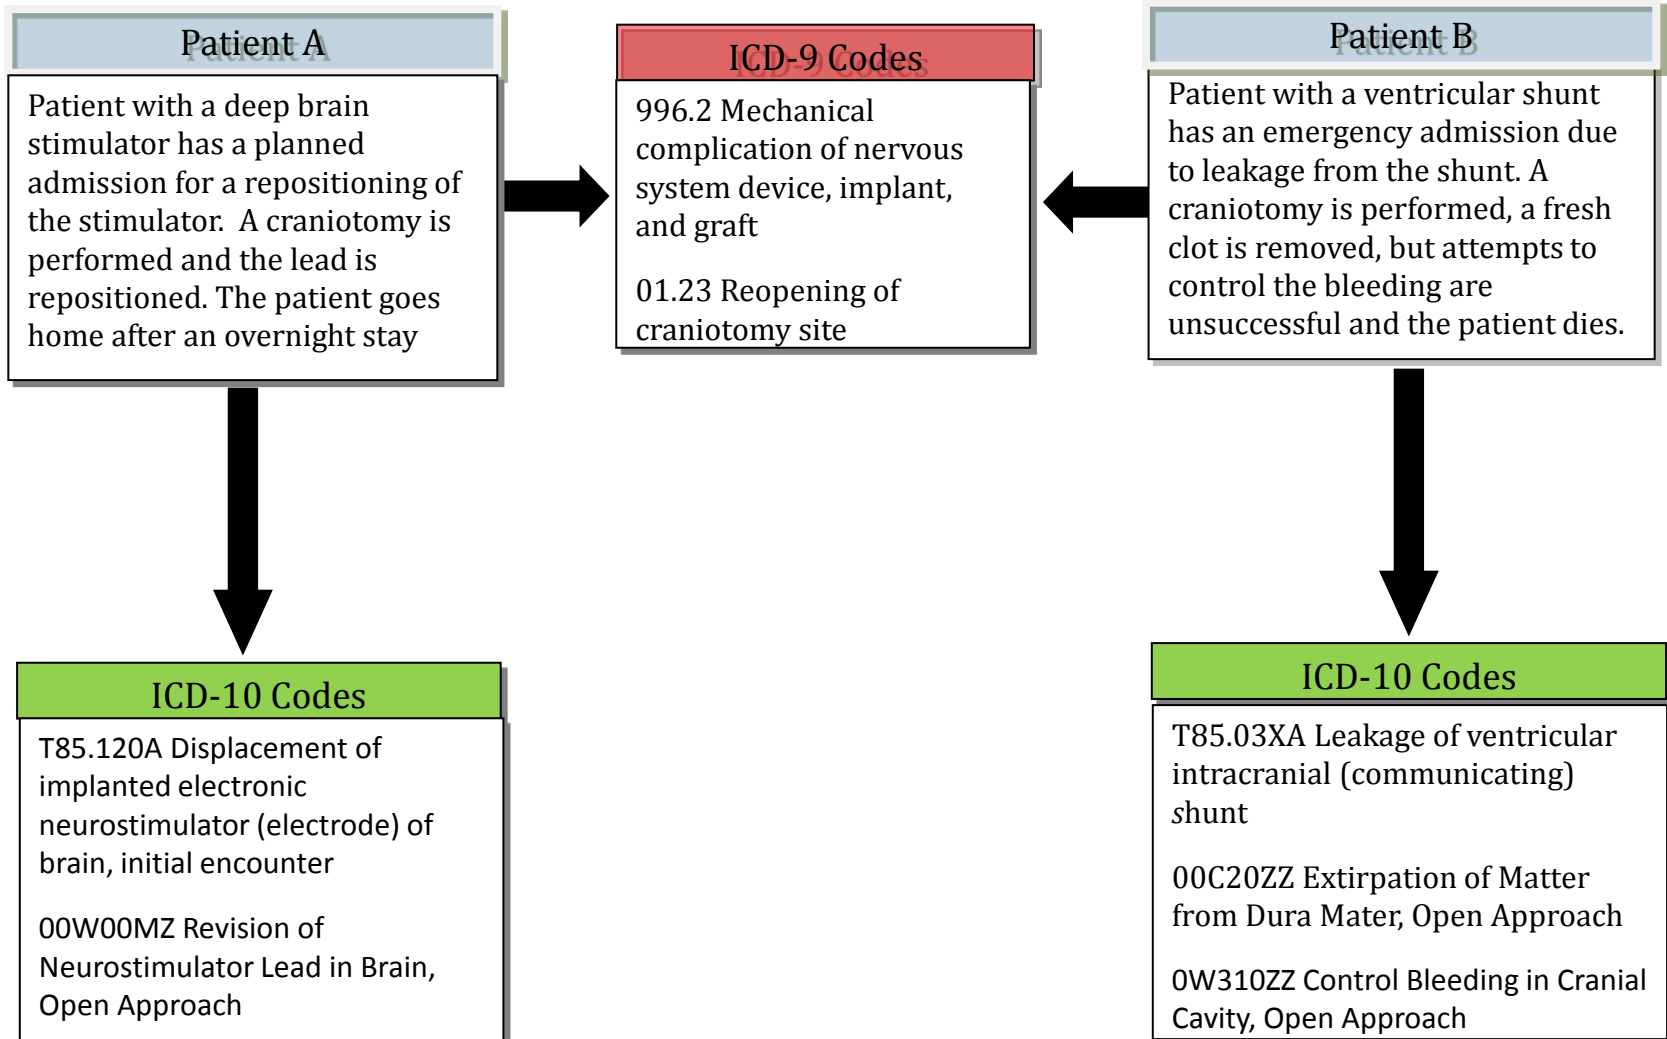 Patient A
Patient with a deep brain
stimulator has a planned
admission for a repositioning of
the stimulator.  A craniotomy is
performed and the lead is
repositioned. The patient goes
home after an overnight stay
ICD-9 Codes
996.2 Mechanical
complication of nervous
system device, implant,
and graft
01.23 Reopening of
craniotomy site
Patient B
Patient with a ventricular shunt
has an emergency admission due
to leakage from the shunt. A
craniotomy is performed, a fresh
clot is removed, but attempts to
control the bleeding are
unsuccessful and the patient dies.
ICD-10 Codes
T85.120A Displacement of
implanted electronic
neurostimulator (electrode) of
brain, initial encounter
00W00MZ Revision of
Neurostimulator Lead in Brain,
Open Approach
ICD-10 Codes
T85.03XA Leakage of ventricular
intracranial (communicating)
shunt
00C20ZZ Extirpation of Matter
from Dura Mater, Open Approach
0W310ZZ Control Bleeding in Cranial
Cavity, Open Approach